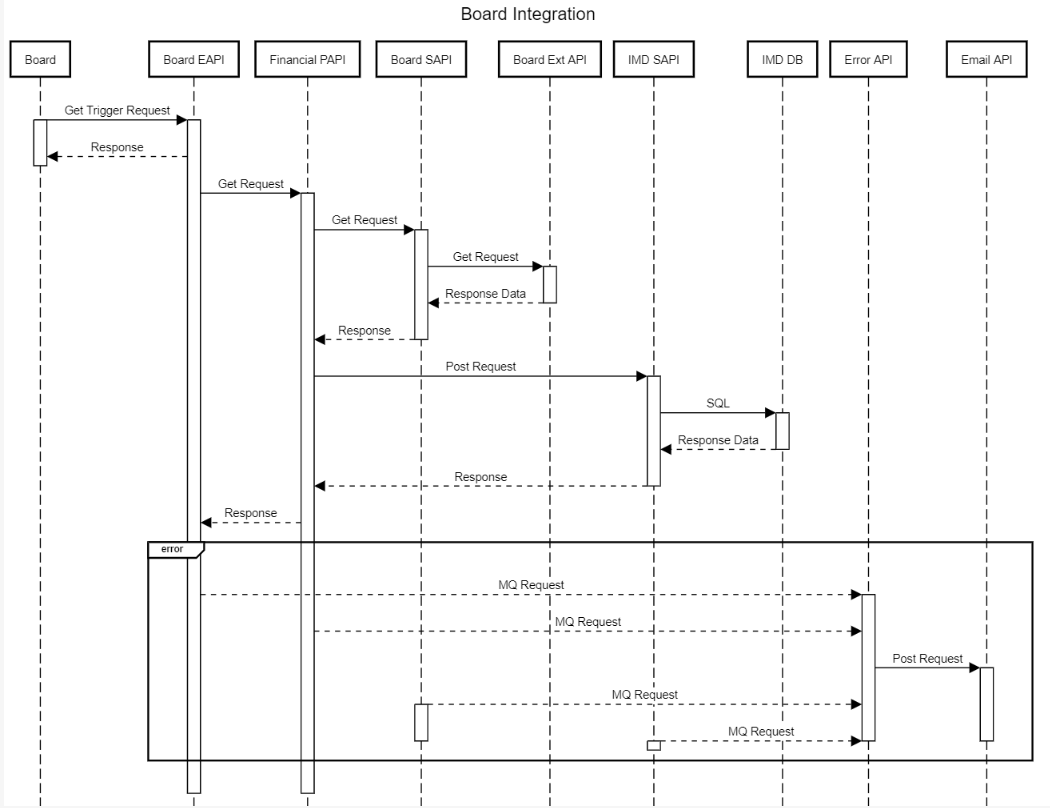 Board Integration
Board
Board EAPI
Financial PAPI
Board SAPI
Board Ext API
IMD SAPI
IMD DB
Error API
Email API
Get Trigger Request
Response
Get Request
Get Request
Get Request
Response Data
Response
Post Request
SQL
Response Data
Response
Response
error
MQ Request
MQ Request
Post Request
MQ Request
MQ Request